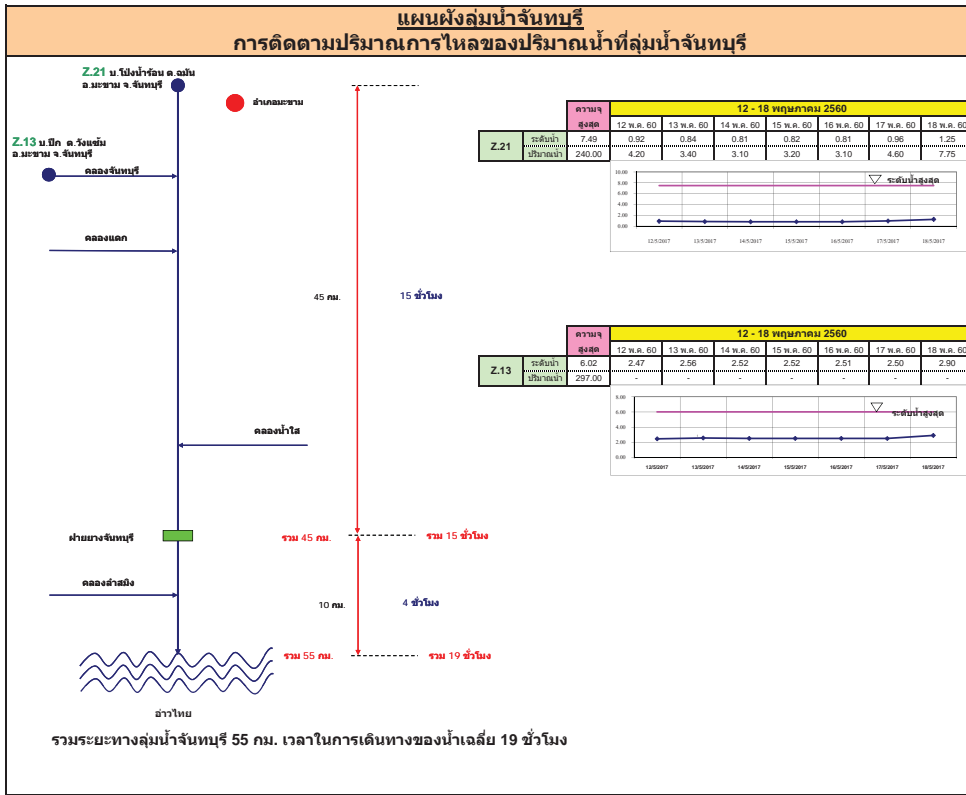 แผนผังลุ่มน้ำจันทบุรี
การติดตามปริมาณการไหลของปริมาณน้ำที่ลุ่มน้ำจันทบุรี
Z.21 บ.โป่งน้ำร้อน ต.ฉมัน
อ.มะขาม จ.จันทบุรี
อำเภอมะขาม
Z.13 บ.ปึก ต.วังแซ้ม
อ.มะขาม จ.จันทบุรี
คลองจันทบุรี
คลองแตก
45 กม.
15 ชั่วโมง
คลองน้ำใส
ฝายยางจันทบุรี
รวม 45 กม.
รวม 15 ชั่วโมง
คลองลำสมิง
10 กม.
4 ชั่วโมง
รวม 55 กม.
รวม 19 ชั่วโมง
อ่าวไทย
รวมระยะทางลุ่มน้ำจันทบุรี 55 กม. เวลาในการเดินทางของน้ำเฉลี่ย 19 ชั่วโมง
ความจุ 12 - 18 พฤษภาคม 2560
สูงสุด 12 พ.ค. 60 13 พ.ค. 60 14 พ.ค. 60 15 พ.ค. 60 16 พ.ค. 60 17 พ.ค. 60 18 พ.ค. 60
Z.21
ระดับน้ำ 7.49 0.92 0.84 0.81 0.82 0.81 0.96 1.25
ปริมาณน้ำ 240.00 4.20 3.40 3.10 3.20 3.10 4.60 7.75
10.00
8.00
6.00
4.00
2.00
0.00
ระดับน้ำสูงสุด
12/5/2017 13/5/2017 14/5/2017 15/5/2017 16/5/2017 17/5/2017 18/5/2017
ความจุ 12 - 18 พฤษภาคม 2560
สูงสุด 12 พ.ค. 60 13 พ.ค. 60 14 พ.ค. 60 15 พ.ค. 60 16 พ.ค. 60 17 พ.ค. 60 18 พ.ค. 60
Z.13
ระดับน้ำ 6.02 2.47 2.56 2.52 2.52 2.51 2.50 2.90
ปริมาณน้ำ 297.00 - - - - - - -
8.00
6.00
4.00
2.00
0.00
ระดับน้ำสูงสุด
12/5/2017 13/5/2017 14/5/2017 15/5/2017 16/5/2017 17/5/2017 18/5/2017